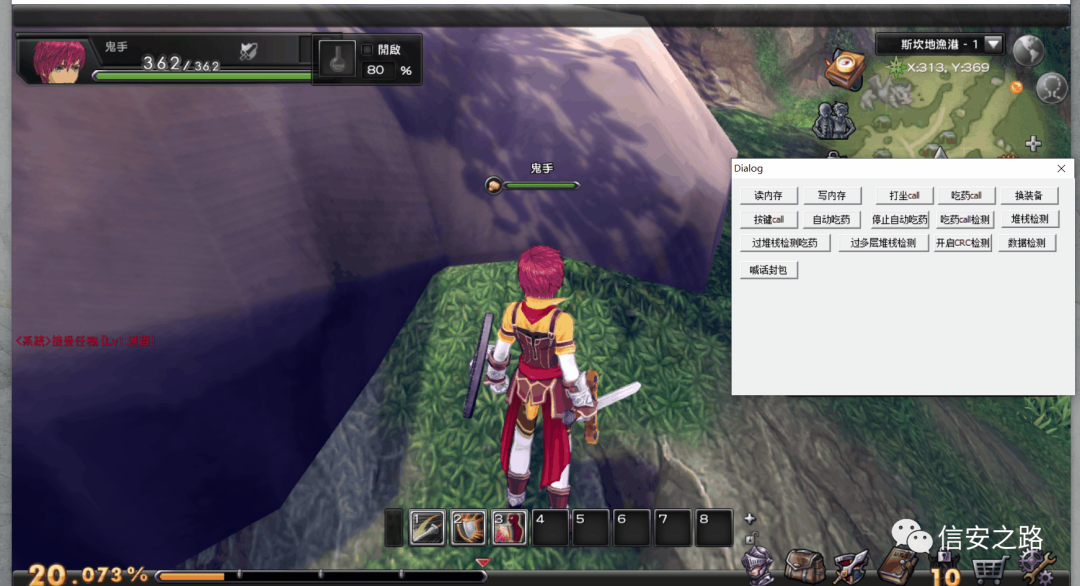 鬼手
362/362
開啟
80 %
斯坎地漁港 - 1
X:313, Y:369
鬼手
Dialog
读内存 写内存 打坐call 吃药call 换装备
按键call 自动吃药 停止自动吃药 吃药call检测 堆栈检测
过堆栈检测吃药 过多层堆栈检测 开启CRC检测 数据检测
喊话封包
1 2 3 4 5 6 7 8
信安之路
20.073%
10